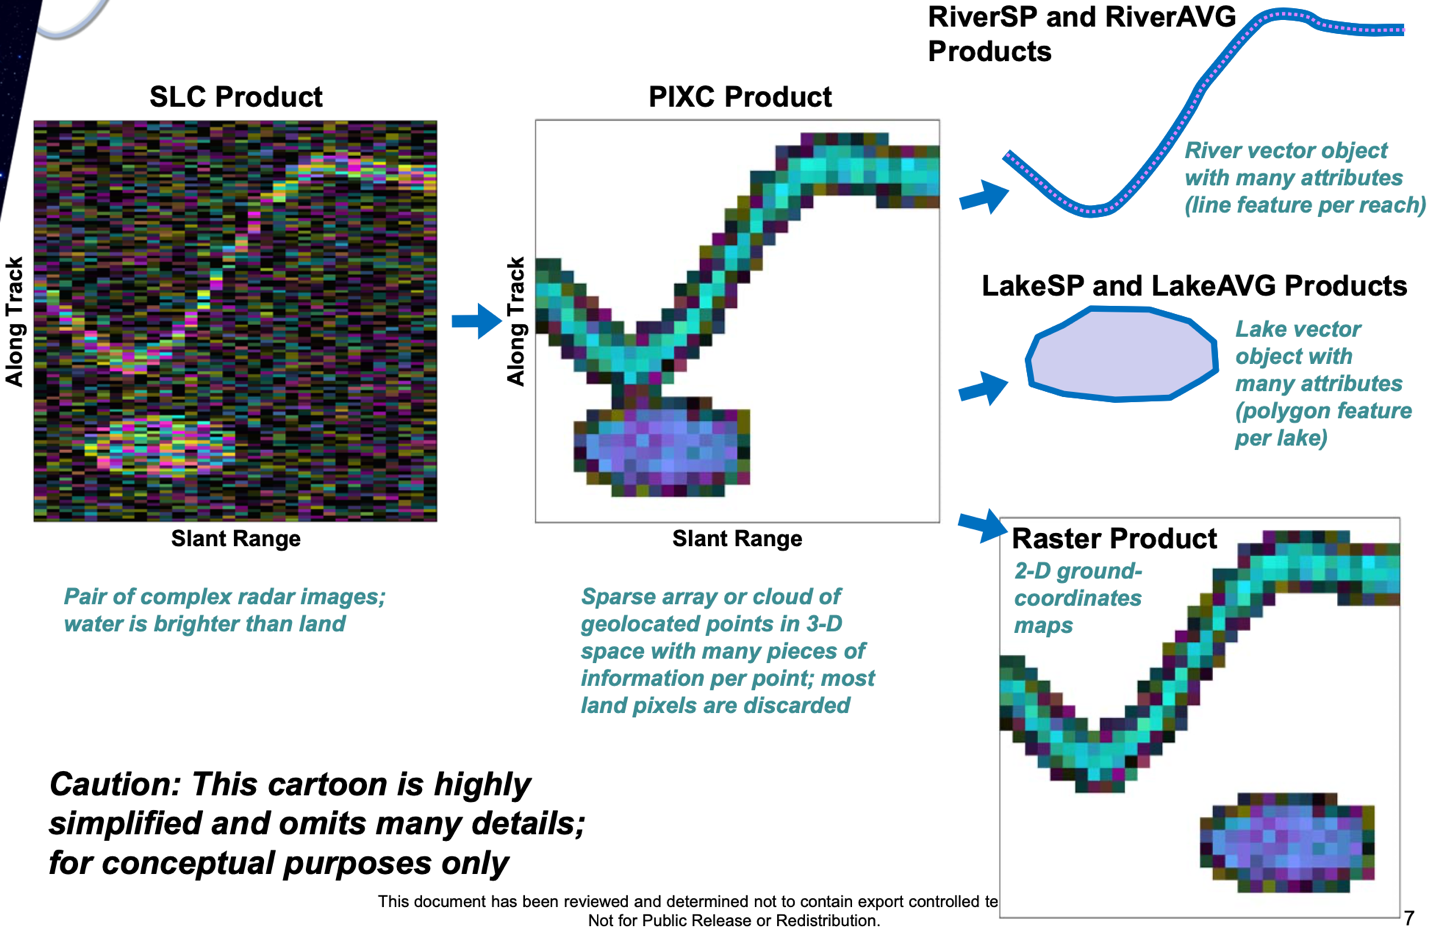 RiverSP and RiverAVG
Products
SLC Product
PIXC Product
River vector object
with many attributes
(line feature per reach)
Along Track
Along Track
LakeSP and LakeAVG Products
Lake vector
object with
many attributes
(polygon feature
per lake)
Slant Range
Slant Range
Raster Product
2-D ground-
coordinates
maps
Pair of complex radar images;
water is brighter than land
Sparse array or cloud of
geolocated points in 3-D
space with many pieces of
information per point; most
land pixels are discarded
Caution: This cartoon is highly
simplified and omits many details;
for conceptual purposes only
This document has been reviewed and determined not to contain export controlled te
Not for Public Release or Redistribution.
7